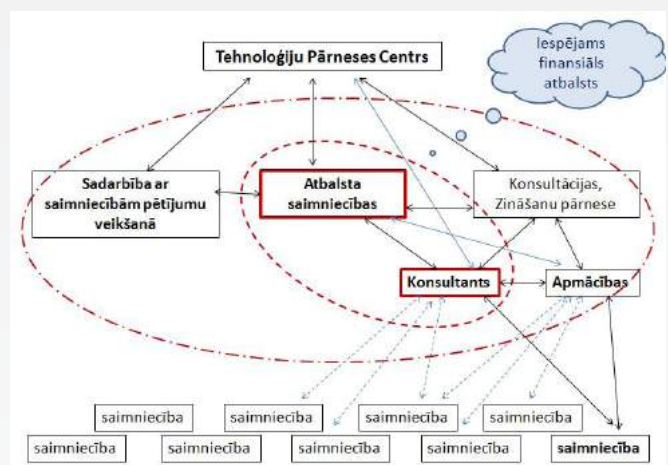 Tehnoloģiju Pārneses Centrs
Iespējams
finansiāls
atbalsts
Sadarbība ar
saimniecībām pētījumu
veikšanā
Atbalsta
saimniecības
Konsultācijas,
Zināšanu pārnese
Konsultants
Apmācības
saimniecība
saimniecība
saimniecība
saimniecība
saimniecība
saimniecība
saimniecība
saimniecība
saimniecība